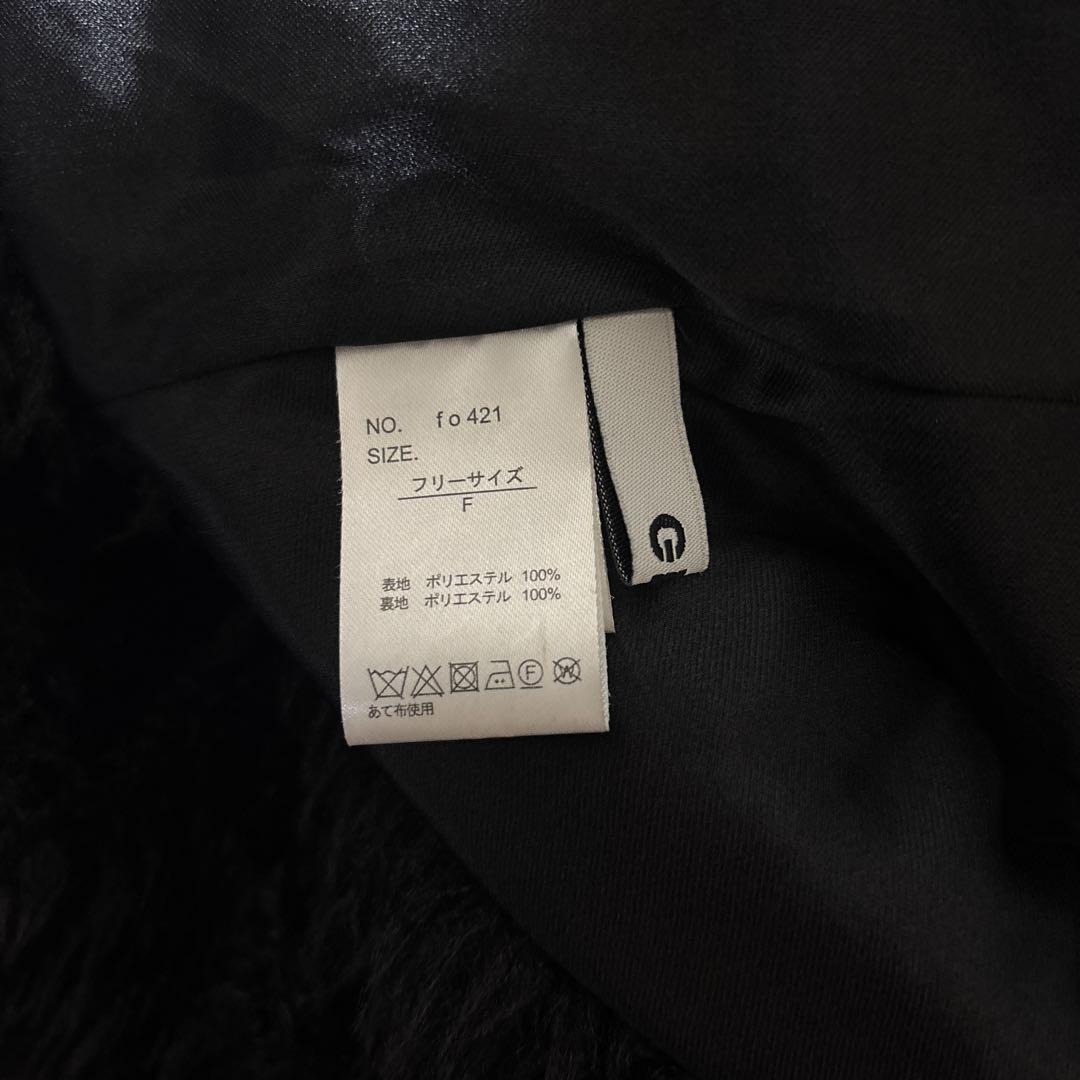 NO. fo421
SIZE.
フリーサイズ
F
表地 ポリエステル 100%
裏地 ポリエステル 100%
F W
あて布使用
G